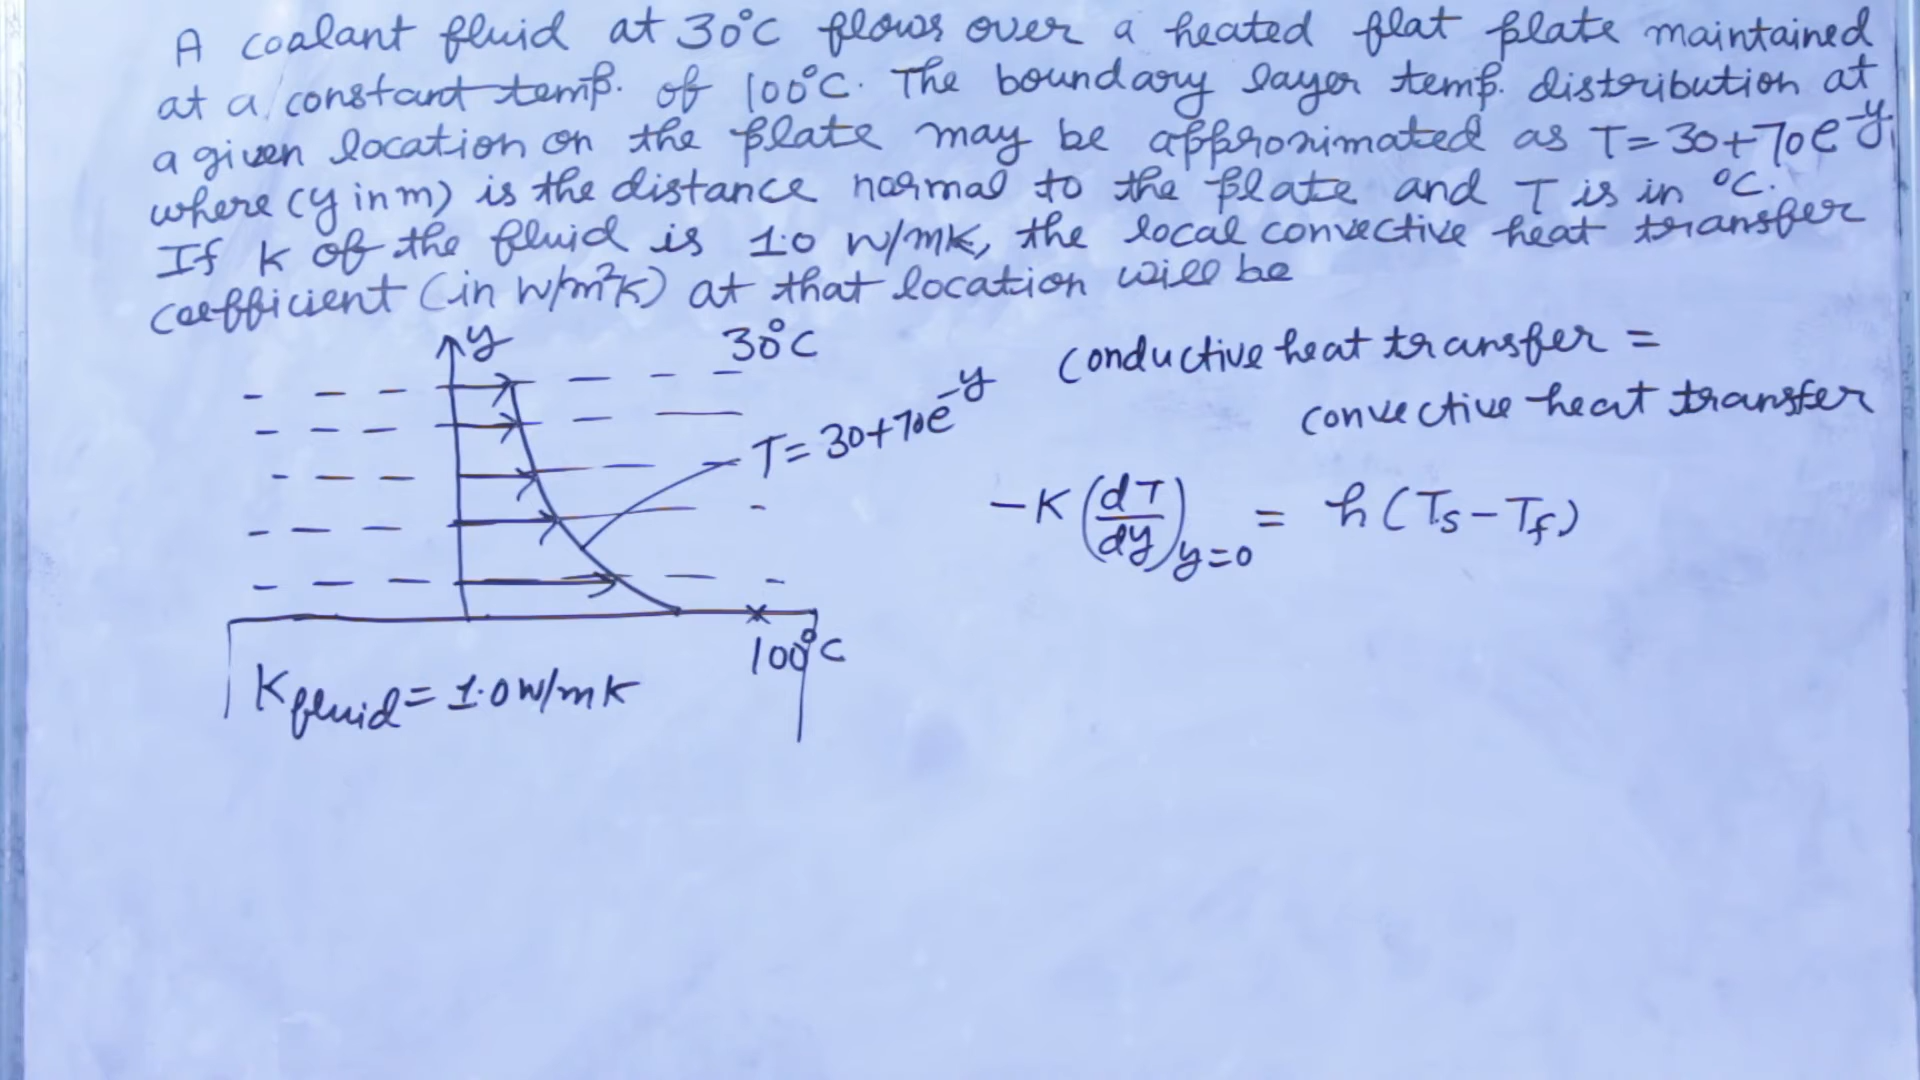 A coalant fluid at 30°C flows over a heated flat plate maintained
at a constant temp. of 100°C. The boundary layer temp. distribution at
a given location on the plate may be approximated as T=30+70e^-y,
where (y in m) is the distance normal to the plate and T is in °C.
If K of the fluid is 1.0 W/mK, the local convective heat transfer
coefficient (in W/m²K) at that location will be
y
30°C
T=30+70e^-y
100°C
K fluid = 1.0 W/mK
conductive heat transfer =
convective heat transfer
-K(dT/dy)y=0 = h(Ts-Tf)